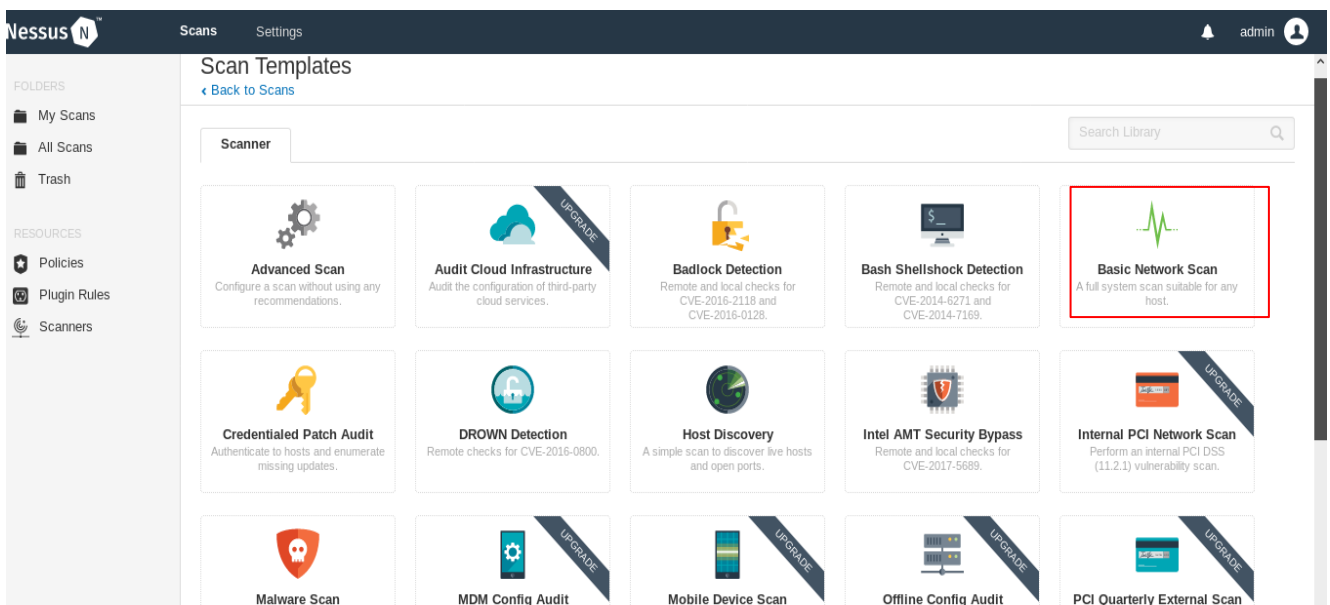 Nessus N ™
Scans
Settings
admin
FOLDERS
My Scans
All Scans
Trash
RESOURCES
Policies
Plugin Rules
Scanners
Scan Templates
‹ Back to Scans
Scanner
Search Library
Advanced Scan
Configure a scan without using any
recommendations.
UPGRADE
Audit Cloud Infrastructure
Audit the configuration of third-party
cloud services.
Badlock Detection
Remote and local checks for
CVE-2016-2118 and
CVE-2016-0128.
$_
Bash Shellshock Detection
Remote and local checks for
CVE-2014-6271 and
CVE-2014-7169.
Basic Network Scan
A full system scan suitable for any
host.
Credentialed Patch Audit
Authenticate to hosts and enumerate
missing updates.
DROWN Detection
Remote checks for CVE-2016-0800.
Host Discovery
A simple scan to discover live hosts
and open ports.
Intel AMT Security Bypass
Remote and local checks for
CVE-2017-5689.
UPGRADE
Internal PCI Network Scan
Perform an internal PCI DSS
(11.2.1) vulnerability scan.
Malware Scan
UPGRADE
MDM Config Audit
UPGRADE
Mobile Device Scan
UPGRADE
Offline Config Audit
UPGRADE
PCI Quarterly External Scan